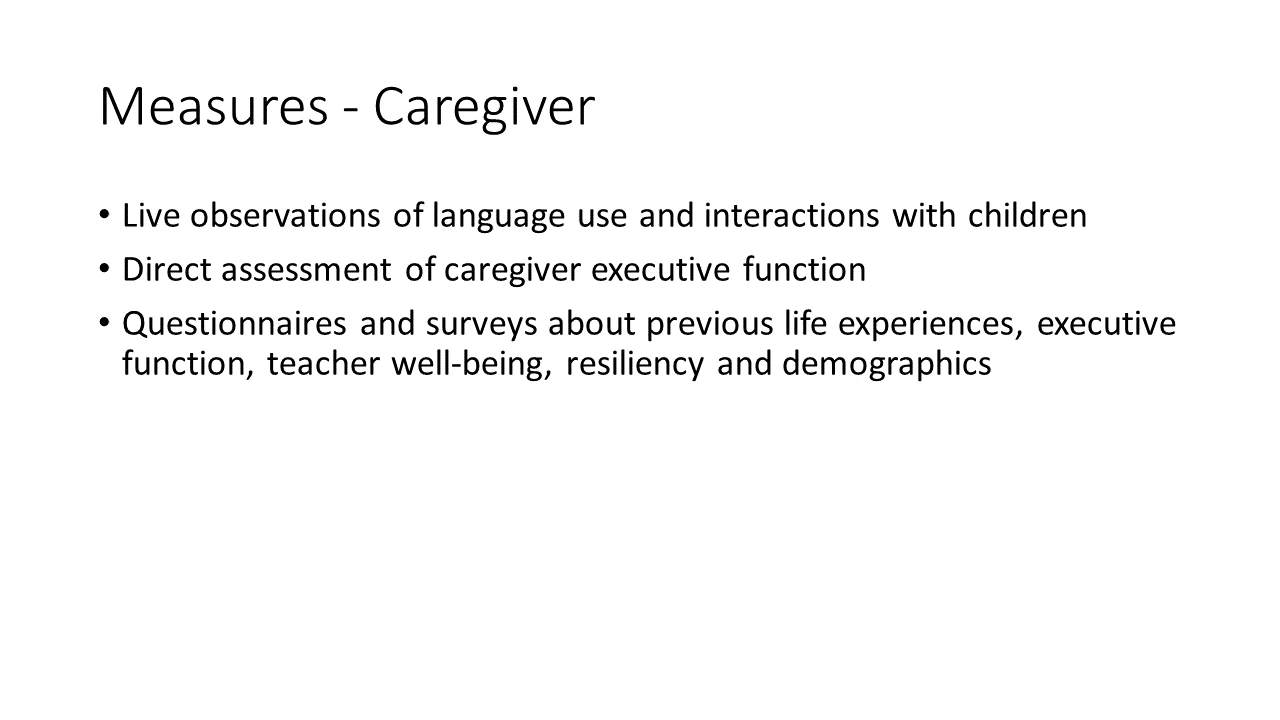 Measures - Caregiver
• Live observations of language use and interactions with children
• Direct assessment of caregiver executive function
• Questionnaires and surveys about previous life experiences, executive
function, teacher well-being, resiliency and demographics